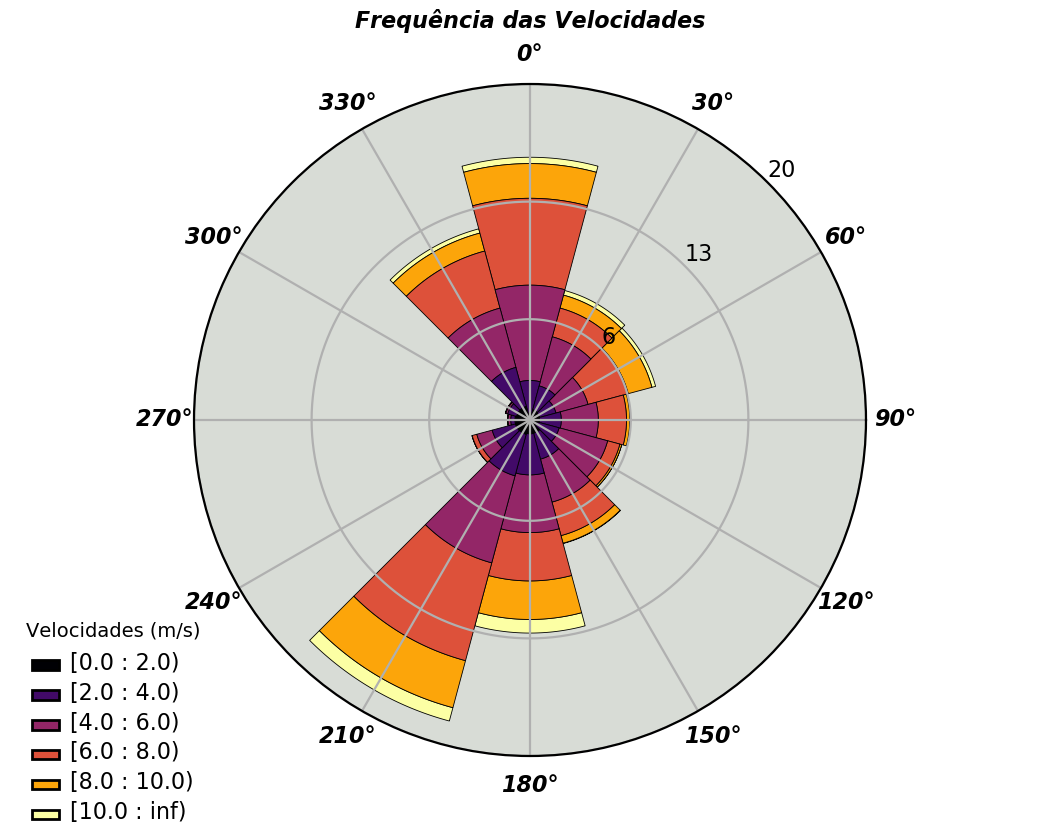 Frequência das Velocidades
0°
330°
30°
20
300°
60°
13
6
270°
90°
240°
120°
210°
150°
180°
Velocidades (m/s)
[0.0 : 2.0)
[2.0 : 4.0)
[4.0 : 6.0)
[6.0 : 8.0)
[8.0 : 10.0)
[10.0 : inf)